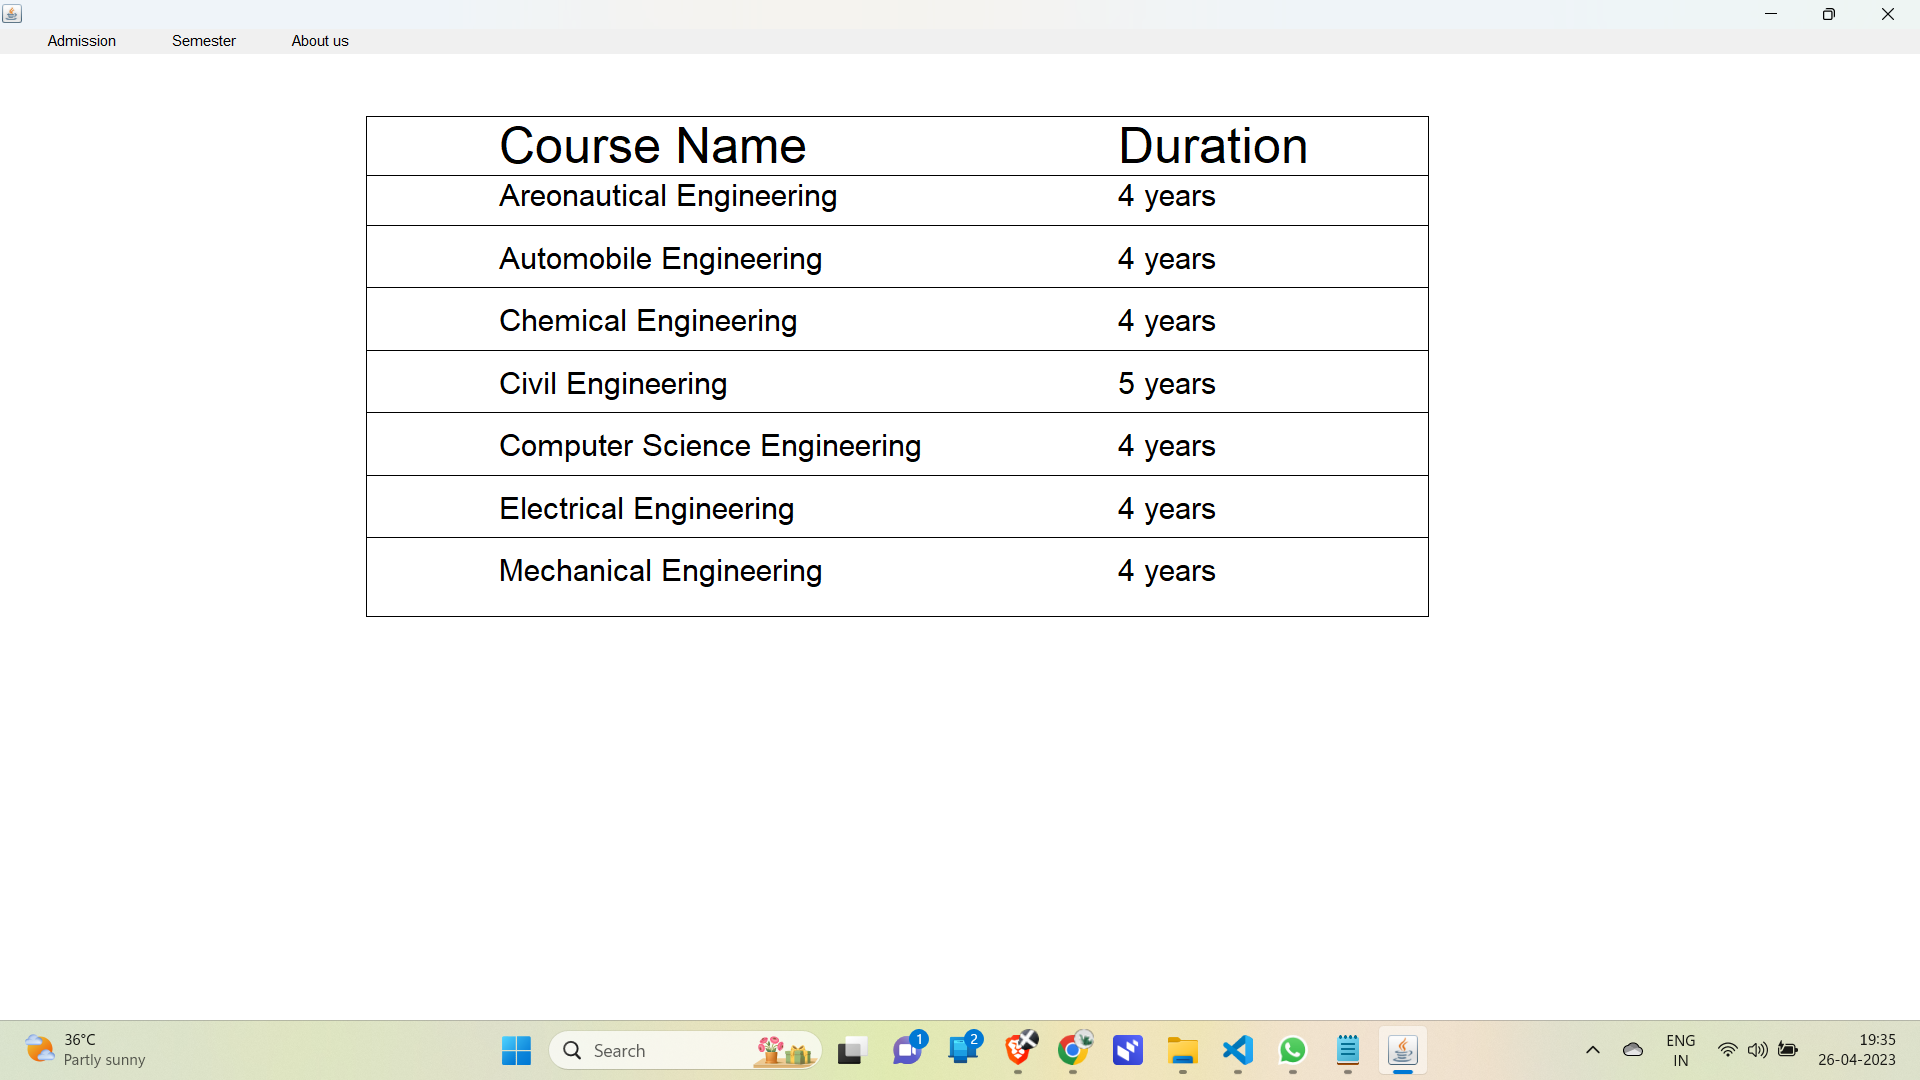 Admission Semester About us
Course Name Duration
Areonautical Engineering 4 years
Automobile Engineering 4 years
Chemical Engineering 4 years
Civil Engineering 5 years
Computer Science Engineering 4 years
Electrical Engineering 4 years
Mechanical Engineering 4 years
36°C
Partly sunny
Search
1
2
ENG
IN
19:35
26-04-2023